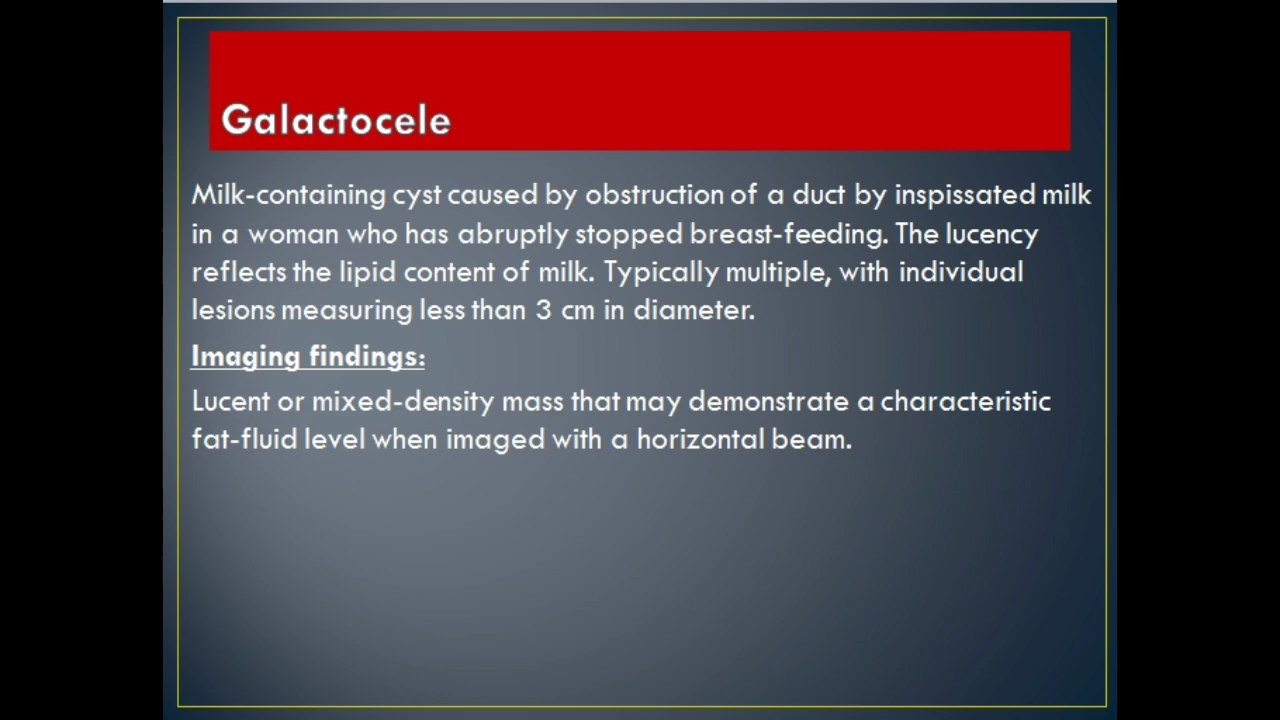 Galactocele
Milk-containing cyst caused by obstruction of a duct by inspissated milk
in a woman who has abruptly stopped breast-feeding. The lucency
reflects the lipid content of milk. Typically multiple, with individual
lesions measuring less than 3 cm in diameter.
Imaging findings:
Lucent or mixed-density mass that may demonstrate a characteristic
fat-fluid level when imaged with a horizontal beam.